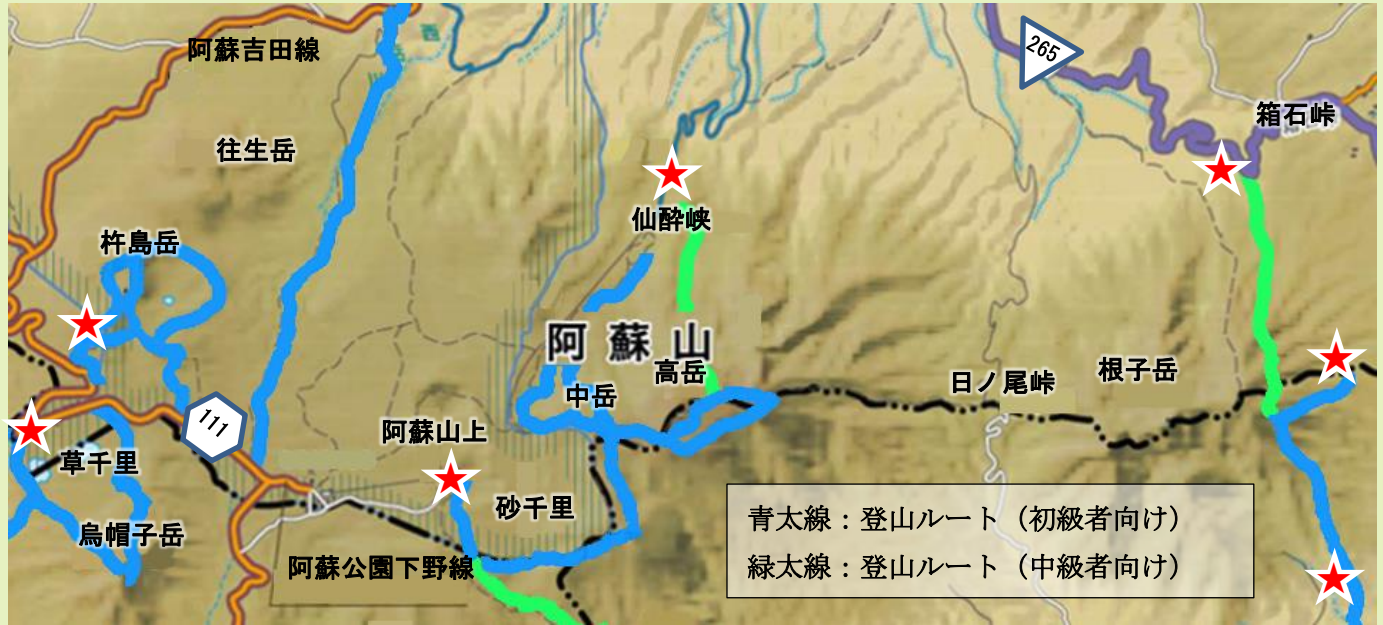 阿蘇吉田線
265
箱石峠
往生岳
仙酔峡
杵島岳
阿蘇山
高岳
日ノ尾峠
根子岳
中岳
111
阿蘇山上
草千里
砂千里
烏帽子岳
阿蘇公園下野線
青太線：登山ルート（初級者向け）
緑太線：登山ルート（中級者向け）